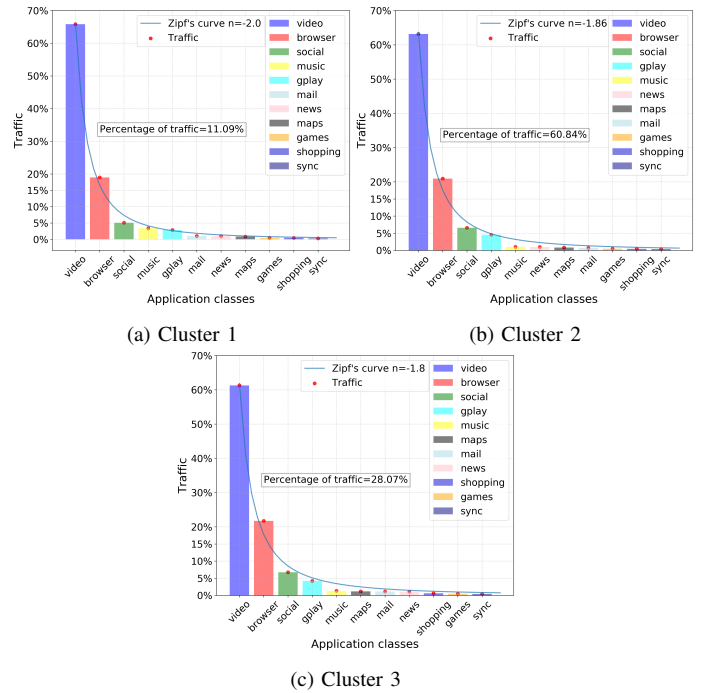 70%
60%
50%
40%
30%
20%
15%
10%
5%
0%
Traffic
Zipf's curve n=-2.0
Traffic
video
browser
social
music
gplay
mail
news
maps
games
shopping
sync
Percentage of traffic=11.09%
video
browser
social
music
gplay
mail
news
maps
games
shopping
sync
Application classes
(a) Cluster 1
70%
60%
50%
40%
30%
20%
15%
10%
5%
0%
Traffic
Zipf's curve n=-1.86
Traffic
video
browser
social
gplay
music
news
maps
mail
games
shopping
sync
Percentage of traffic=60.84%
video
browser
social
gplay
music
news
maps
mail
games
shopping
sync
Application classes
(b) Cluster 2
70%
60%
50%
40%
30%
20%
15%
10%
5%
0%
Traffic
Zipf's curve n=-1.8
Traffic
video
browser
social
gplay
music
maps
mail
news
shopping
games
sync
Percentage of traffic=28.07%
video
browser
social
gplay
music
maps
mail
news
shopping
games
sync
Application classes
(c) Cluster 3